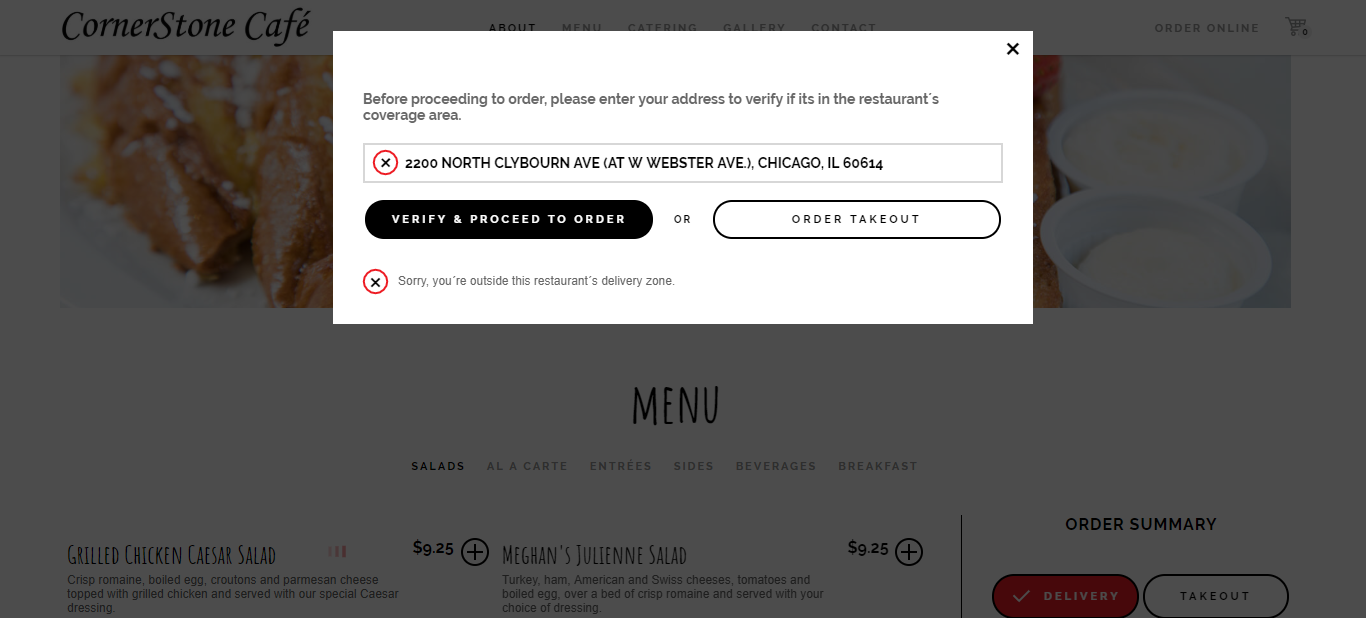 CornerStone Café
ABOUT MENU CATERING GALLERY CONTACT
ORDER ONLINE 0
Before proceeding to order, please enter your address to verify if its in the restaurant´s
coverage area.
2200 NORTH CLYBOURN AVE (AT W WEBSTER AVE.), CHICAGO, IL 60614
VERIFY & PROCEED TO ORDER OR ORDER TAKEOUT
Sorry, you´re outside this restaurant´s delivery zone.
MENU
SALADS AL A CARTE ENTRÉES SIDES BEVERAGES BREAKFAST
Grilled Chicken Caesar Salad $9.25
Crisp romaine, boiled egg, croutons and parmesan cheese
topped with grilled chicken and served with our special Caesar
dressing.
Meghan's Julienne Salad $9.25
Turkey, ham, American and Swiss cheeses, tomatoes and
boiled egg, over a bed of crisp romaine and served with your
choice of dressing.
ORDER SUMMARY
DELIVERY TAKEOUT